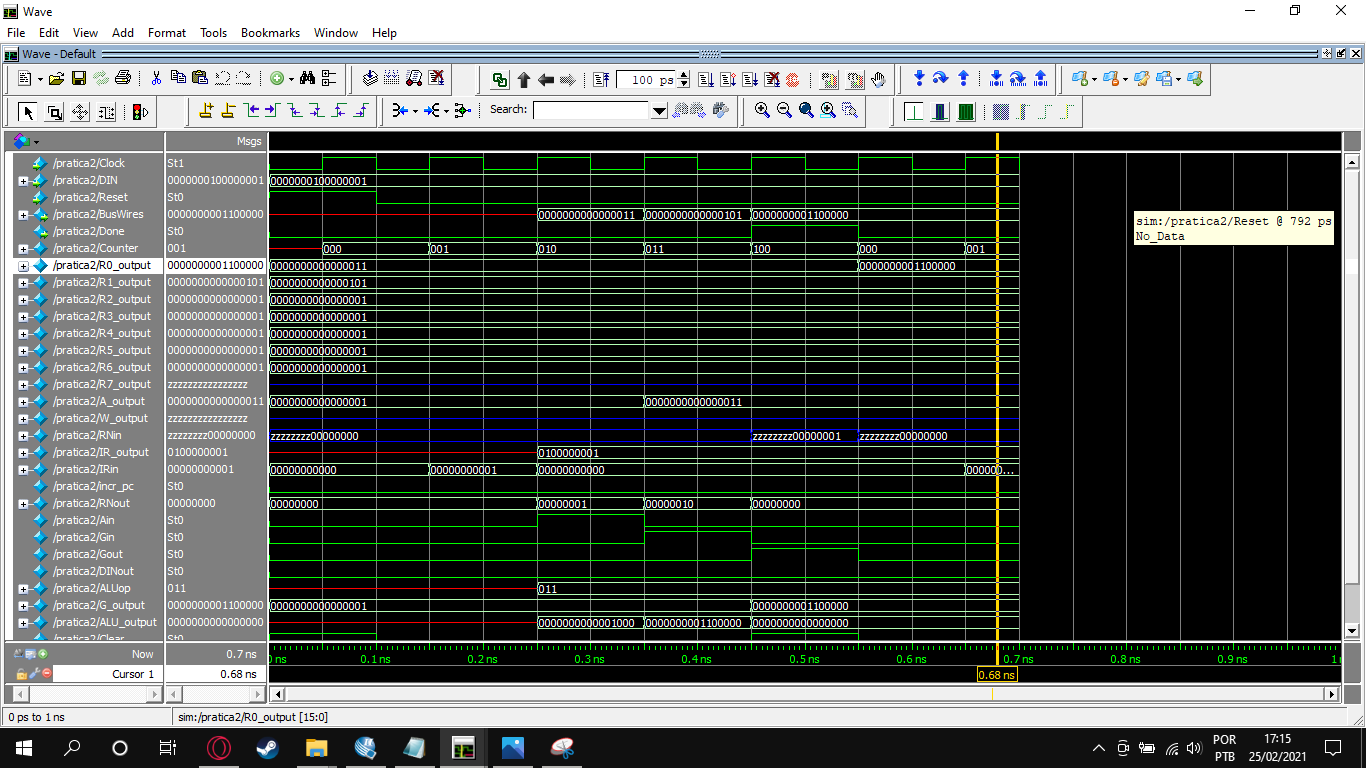 Wave
File Edit View Add Format Tools Bookmarks Window Help
Wave - Default
100 ps
Search:
Msgs
/pratica2/Clock St1
/pratica2/DIN 0000000100000001 0000000100000001
/pratica2/Reset St0
/pratica2/BusWires 0000000001100000 0000000000000011 0000000000000101 0000000001100000
/pratica2/Done St0
/pratica2/Counter 001 000 001 010 011 100 000 001
/pratica2/R0_output 0000000001100000 0000000000000011 0000000001100000
/pratica2/R1_output 0000000000000101 0000000000000101
/pratica2/R2_output 0000000000000001 0000000000000001
/pratica2/R3_output 0000000000000001 0000000000000001
/pratica2/R4_output 0000000000000001 0000000000000001
/pratica2/R5_output 0000000000000001 0000000000000001
/pratica2/R6_output 0000000000000001 0000000000000001
/pratica2/R7_output zzzzzzzzzzzzzzzz
/pratica2/A_output 0000000000000011 0000000000000001 0000000000000011
/pratica2/W_output zzzzzzzzzzzzzzzz
/pratica2/RNin zzzzzzzz00000000 zzzzzzzz00000000 zzzzzzzz00000001 zzzzzzzz00000000
/pratica2/IR_output 0100000001 0100000001
/pratica2/IRin 00000000001 00000000000 00000000001 00000000000 000000...
/pratica2/incr_pc St0
/pratica2/RNout 00000000 00000000 00000001 00000010 00000000
/pratica2/Ain St0
/pratica2/Gin St0
/pratica2/Gout St0
/pratica2/DINout St0
/pratica2/ALUop 011 011
/pratica2/G_output 0000000001100000 0000000000000001 0000000001100000
/pratica2/ALU_output 0000000000000000 0000000000001000 0000000001100000 0000000000000000
/pratica2/Clear St0
sim:/pratica2/Reset @ 792 ps
No_Data
Now 0.7 ns ns 0.1 ns 0.2 ns 0.3 ns 0.4 ns 0.5 ns 0.6 ns 0.7 ns 0.8 ns 0.9 ns 1
Cursor 1 0.68 ns 0.68 ns
0 ps to 1 ns sim:/pratica2/R0_output [15:0]
POR 17:15
PTB 25/02/2021